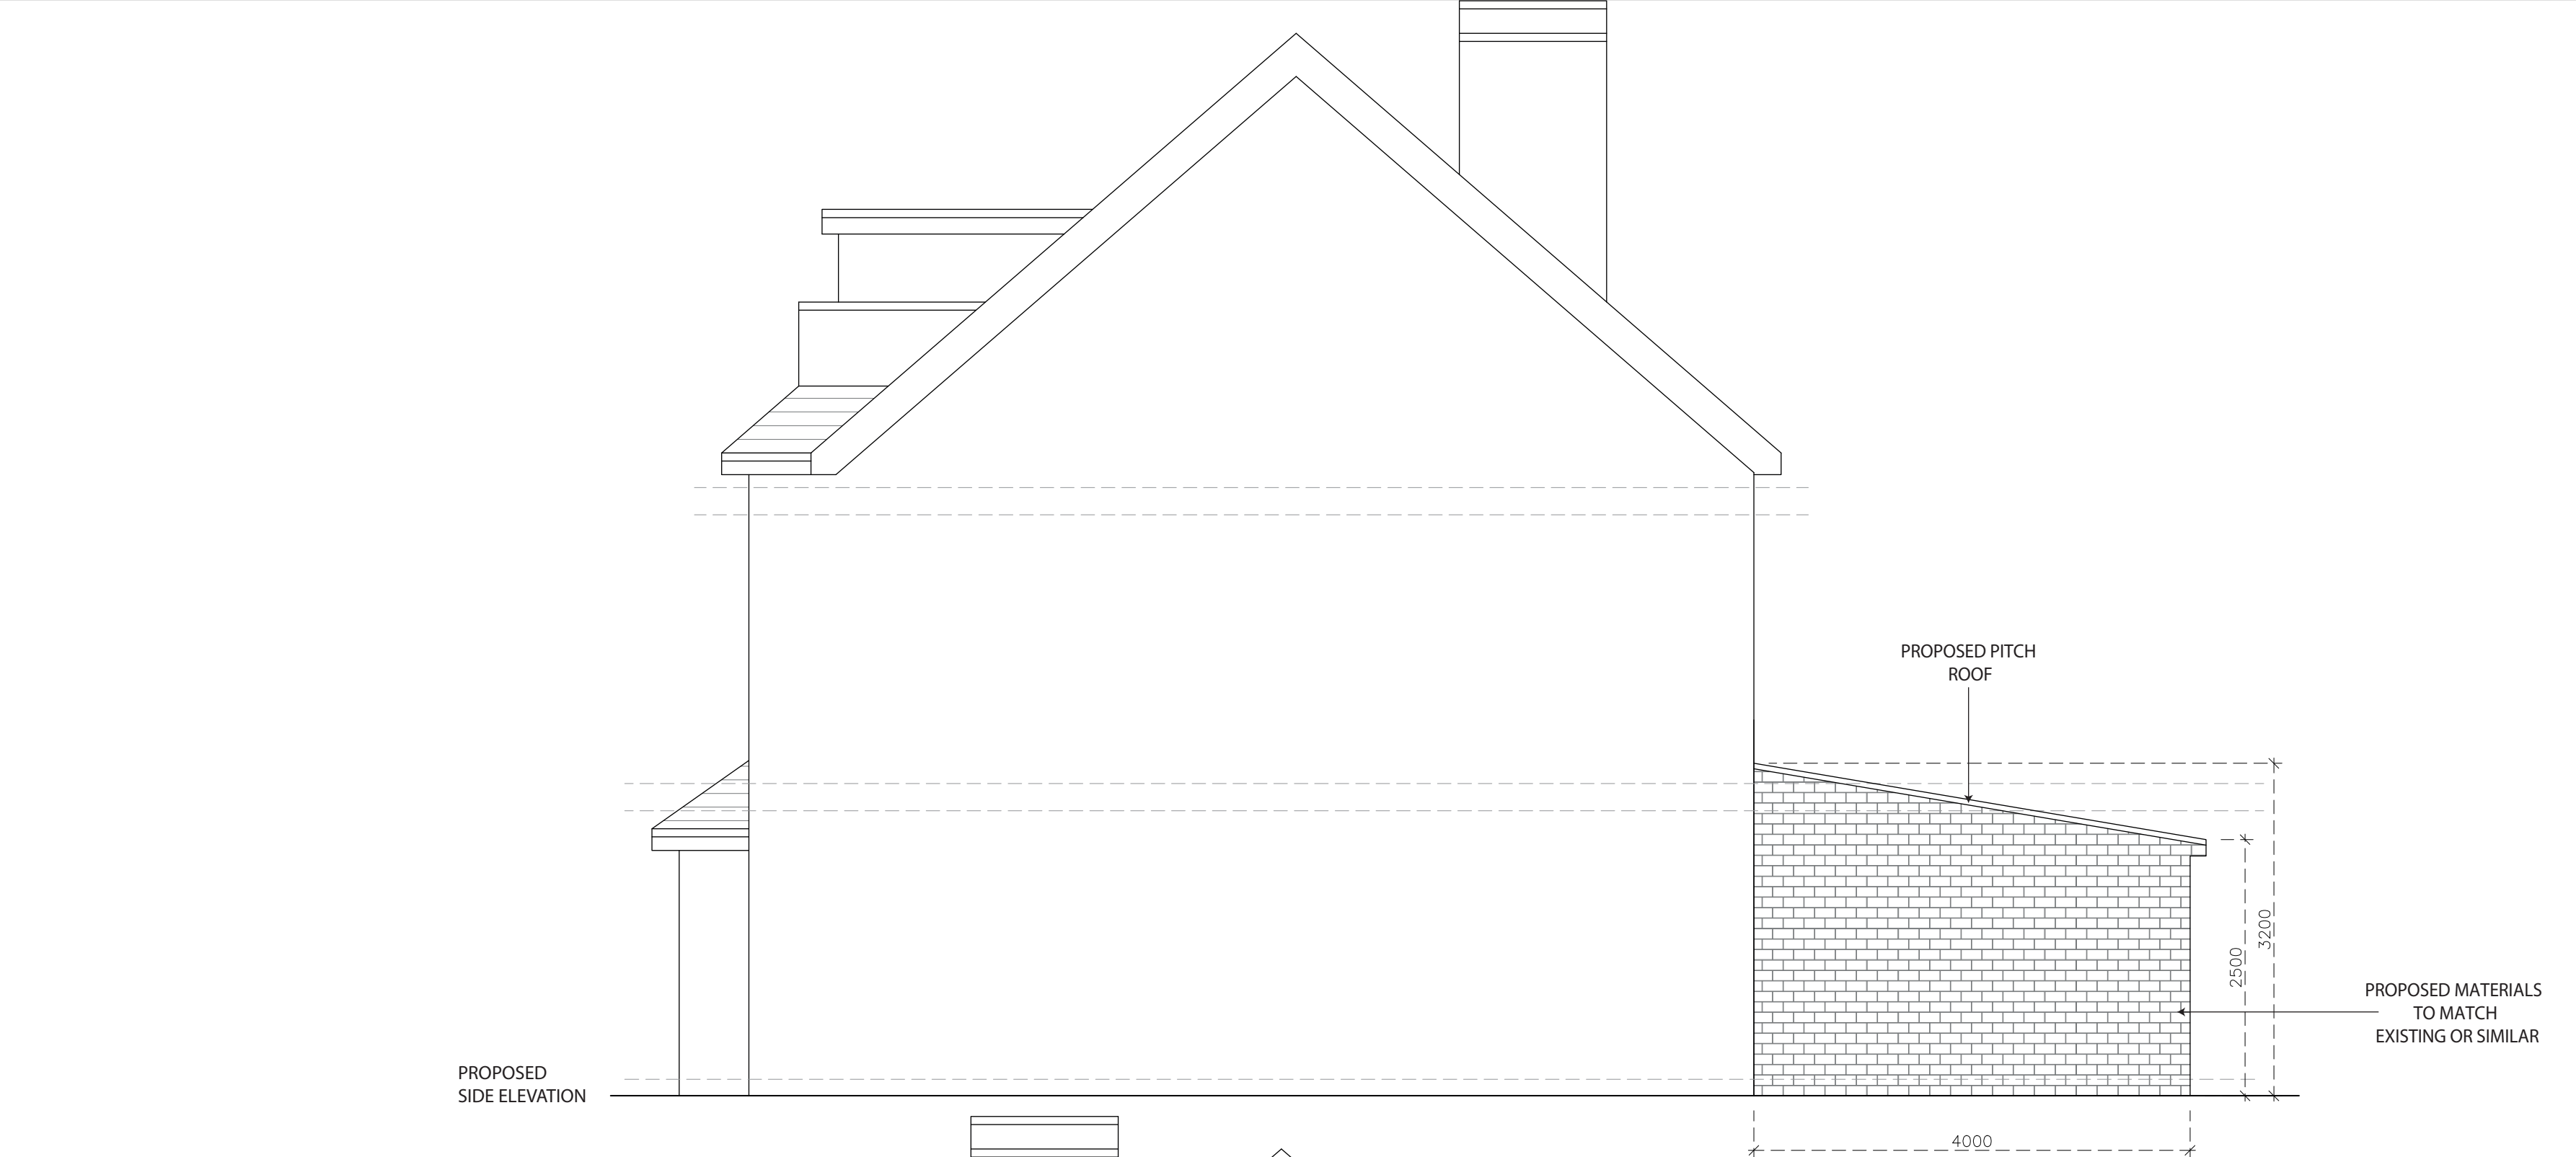 PROPOSED PITCH
ROOF
3200
2500
PROPOSED MATERIALS
TO MATCH
EXISTING OR SIMILAR
PROPOSED
SIDE ELEVATION
4000